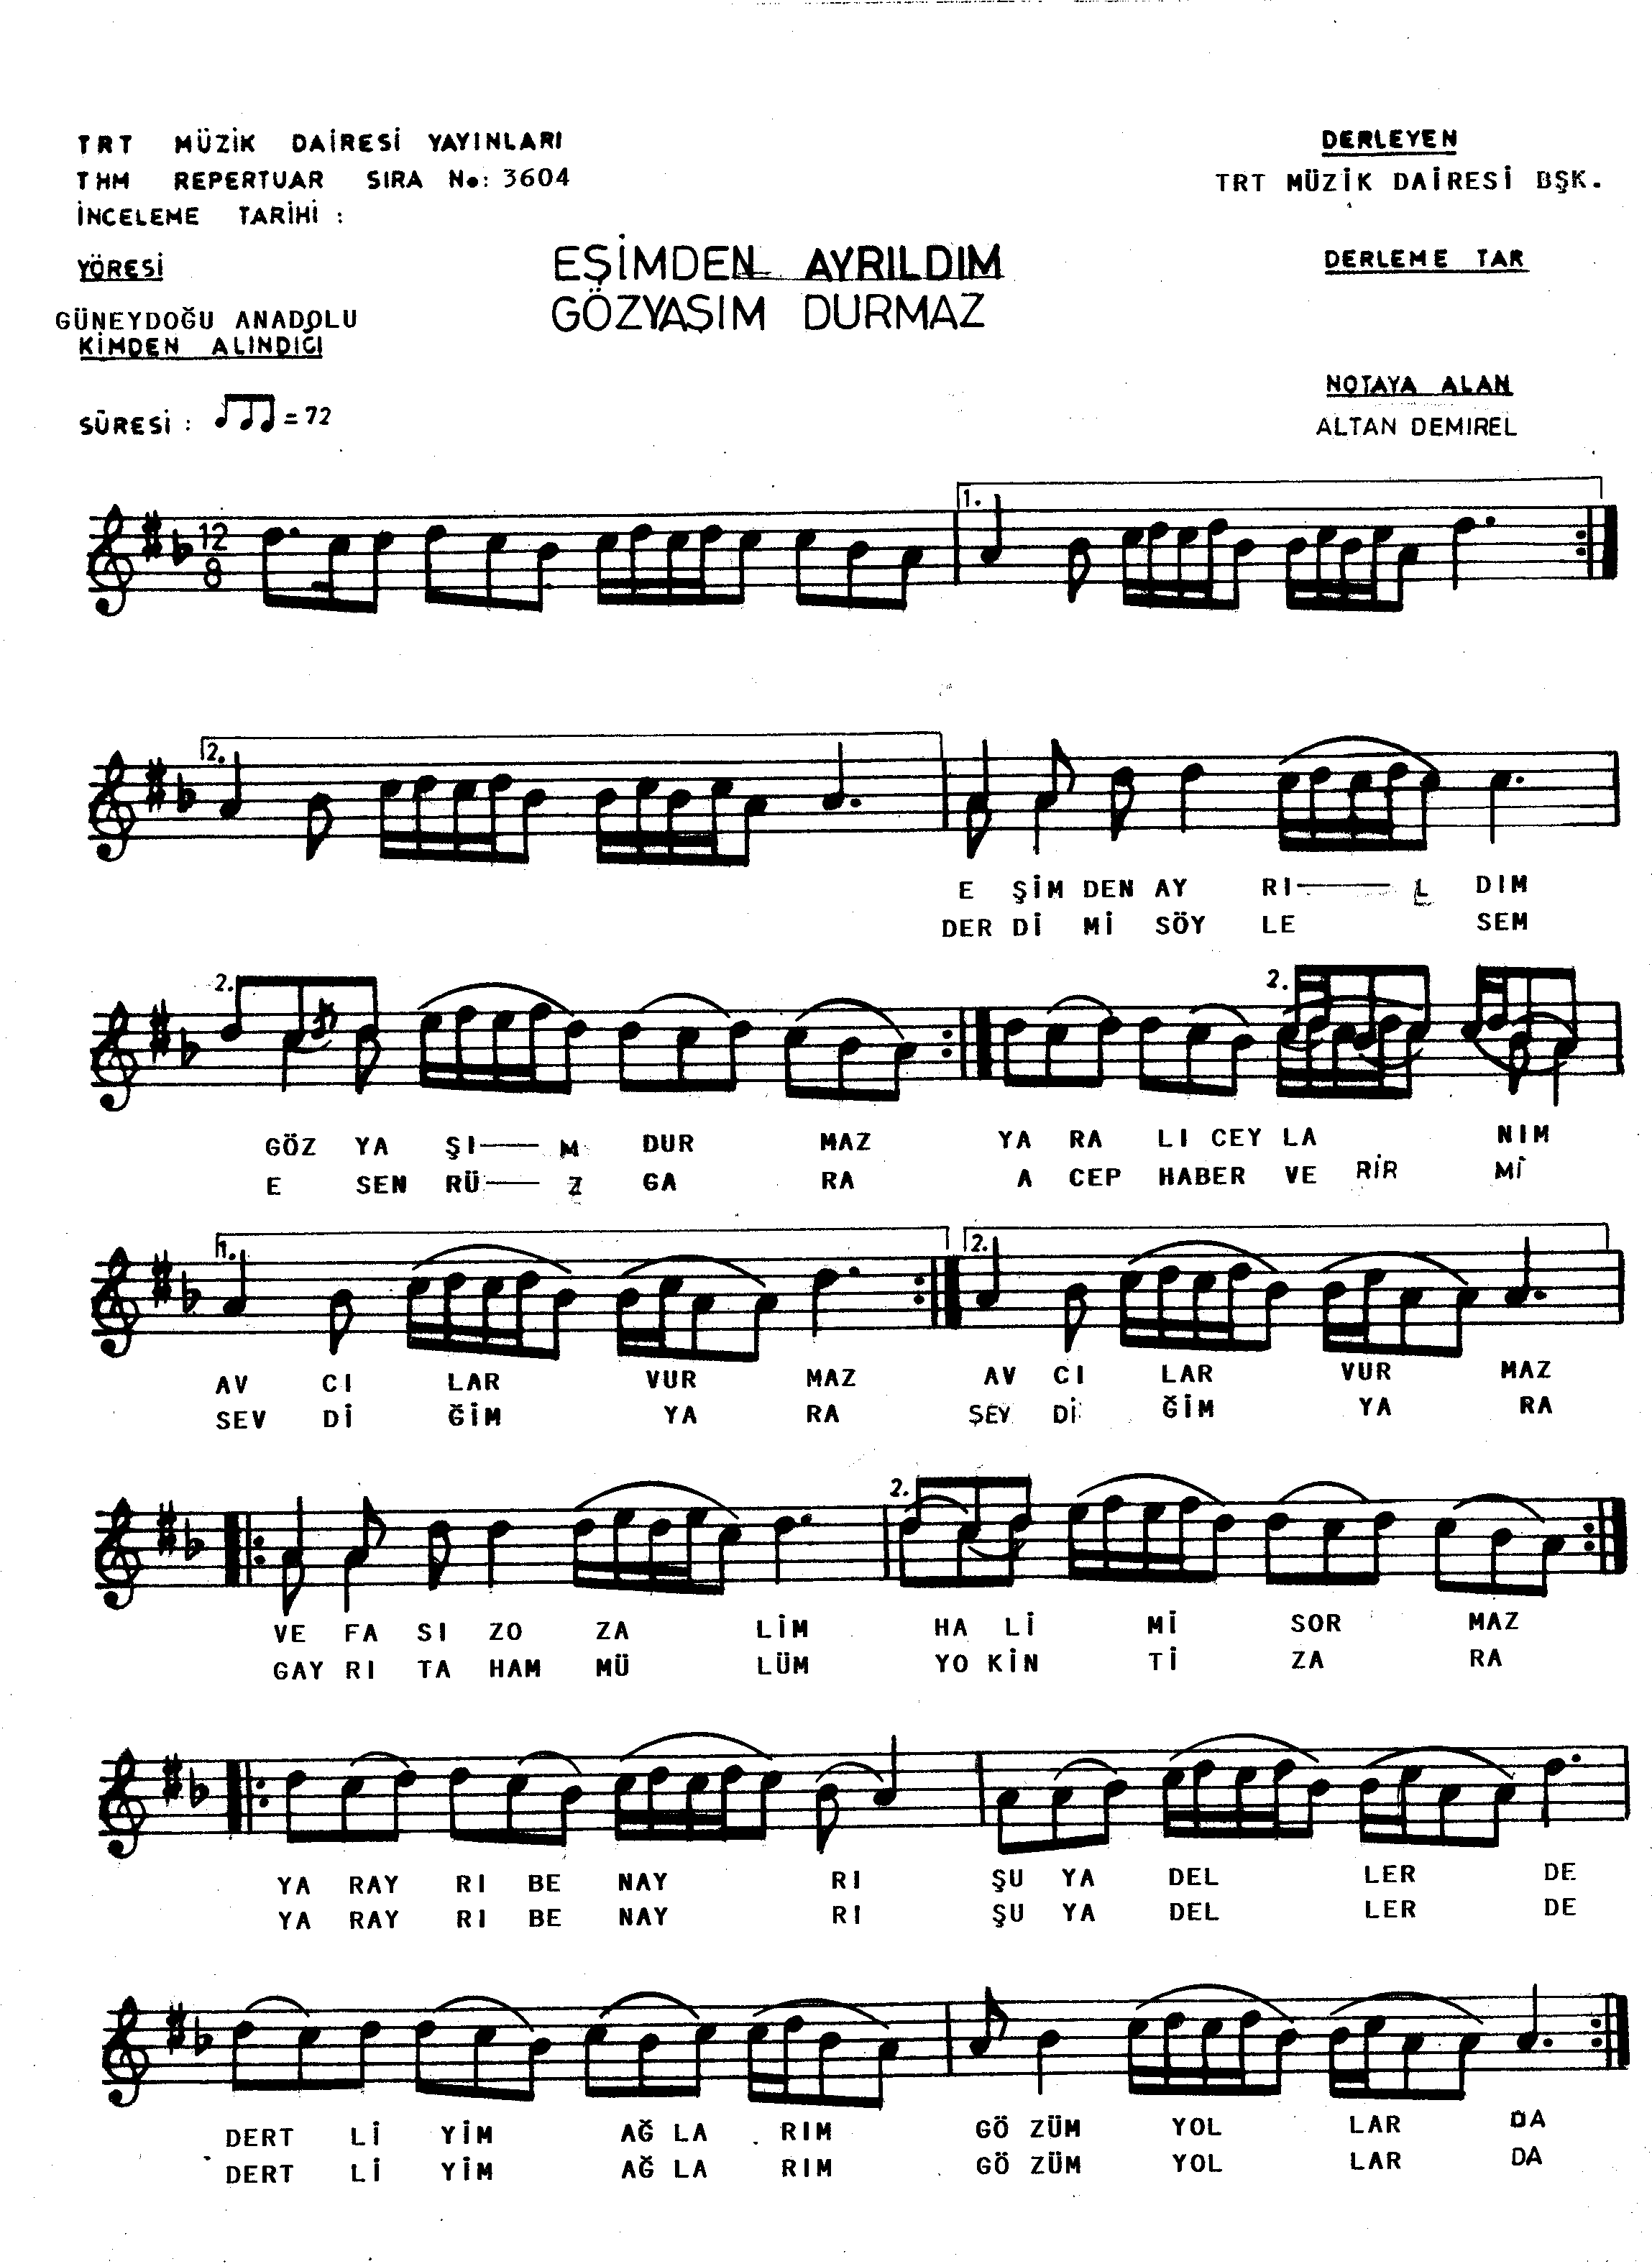 TRT MÜZİK DAİRESİ YAYINLARI
THM REPERTUAR SIRA No: 3604
İNCELEME TARİHİ :
DERLEYEN
TRT MÜZİK DAİRESİ BŞK.
YÖRESİ
GÜNEYDOĞU ANADOLU
KİMDEN ALINDIĞI
EŞİMDEN AYRILDIM
GÖZYAŞIM DURMAZ
DERLEME TAR
NOTAYA ALAN
ALTAN DEMIREL
SÜRESİ : = 72
12
8
1.
2.
E ŞİM DEN AY RI L DIM
DER Dİ Mİ SÖY LE SEM
2. 2.
GÖZ YA ŞI M DUR MAZ YA RA LI CEY LA NIM
E SEN RÜ Z GA RA A CEP HABER VE RİR Mİ
1. 2.
AV CI LAR VUR MAZ AV CI LAR VUR MAZ
SEV Dİ ĞİM YA RA SEY Dİ ĞİM YA RA
2.
VE FA SI ZO ZA LİM HA Lİ Mİ SOR MAZ
GAY RI TA HAM MÜ LÜM YO KİN Tİ ZA RA
YA RAY RI BE NAY RI ŞU YA DEL LER DE
YA RAY RI BE NAY RI ŞU YA DEL LER DE
DERT Lİ YİM AĞ LA RIM GÖ ZÜM YOL LAR DA
DERT Lİ YİM AĞ LA RIM GÖ ZÜM YOL LAR DA